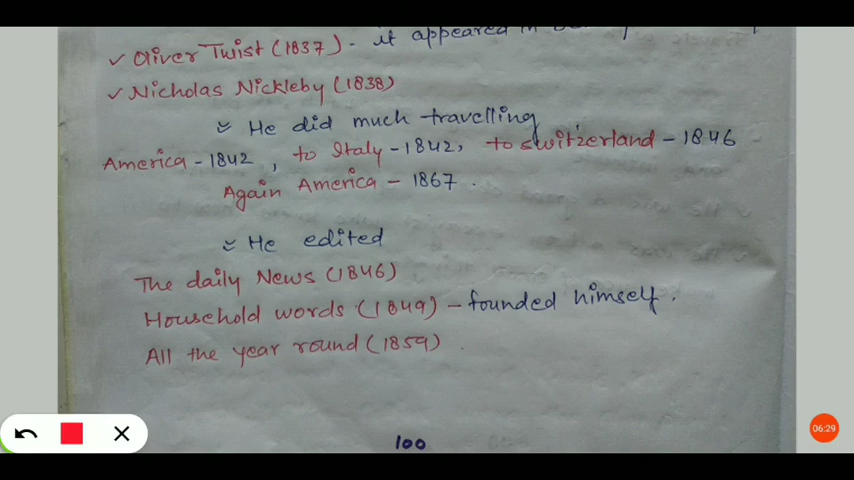 ✓ Oliver Twist (1837) - it appeared in
✓ Nicholas Nickleby (1838)
He did much travelling
America - 1842, to Italy - 1842, to switzerland - 1846
Again America - 1867.
He edited
The daily News (1846)
Household words (1849) - founded himself.
All the year round (1859)
100
06:29